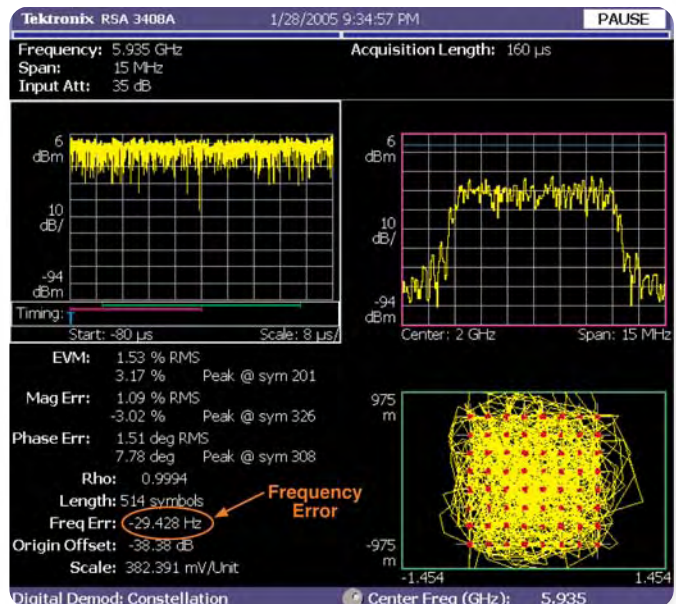 Tektronix RSA 3408A 1/28/2005 9:34:57 PM PAUSE
Frequency: 5.935 GHz Acquisition Length: 160 µs
Span: 15 MHz
Input Att: 35 dB
6
dBm
10
dB/
-94
dBm
Timing: T
Start: -80 µs Scale: 8 µs/
6
dBm
10
dB/
-94
dBm
Center: 2 GHz Span: 15 MHz
EVM: 1.53 % RMS
3.17 % Peak @ sym 201
Mag Err: 1.09 % RMS
-3.02 % Peak @ sym 326
Phase Err: 1.51 deg RMS
7.78 deg Peak @ sym 308
Rho: 0.9994
Length: 514 symbols
Freq Err: -29.428 Hz
Origin Offset: -38.38 dB
Scale: 382.391 mV/Unit
Frequency
Error
975
m
-975
m
-1.454 1.454
Digital Demod: Constellation Center Freq (GHz): 5.935